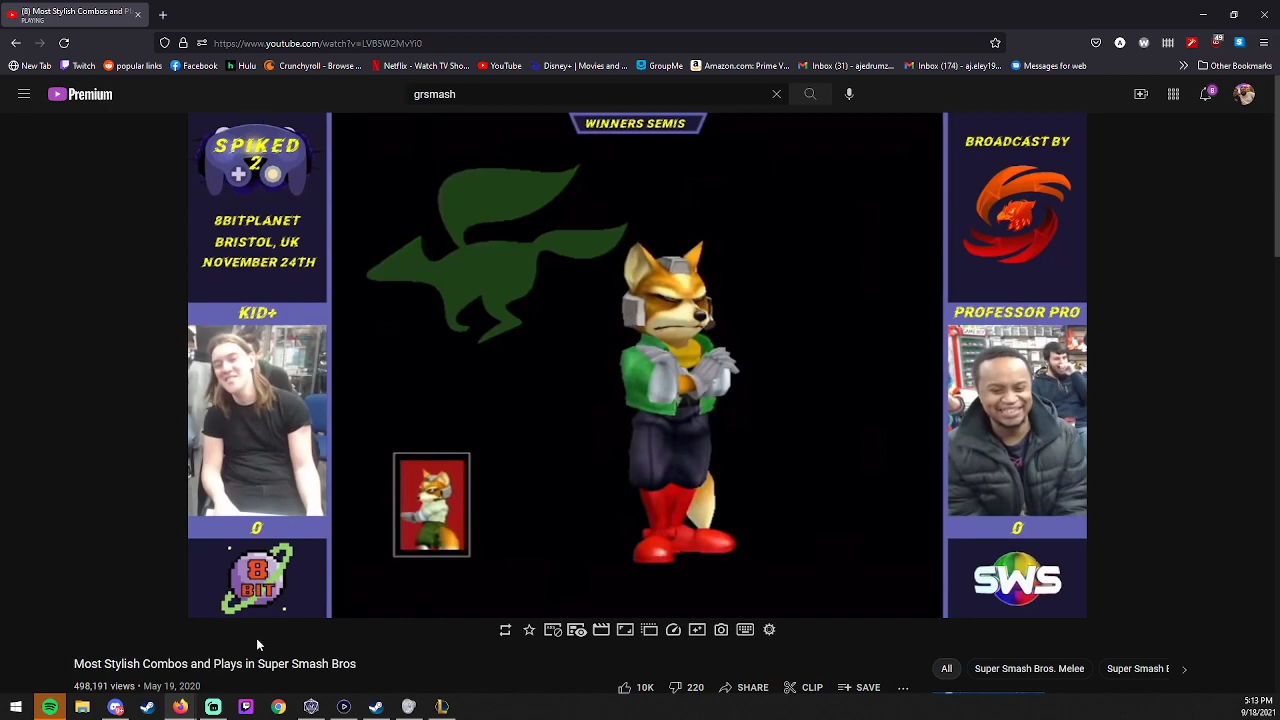 [8] Most Stylish Combos and Pl
PLAYING
https://www.youtube.com/watch?v=LVBSW2MvYi0
New Tab
Twitch
popular links
Facebook
Hulu
Crunchyroll - Browse ...
Netflix - Watch TV Sho...
YouTube
Disney+ | Movies and ...
GroupMe
Amazon.com: Prime V...
Inbox (31) - ajedrumz...
Inbox (174) - aj.eley19...
Messages for web
Other Bookmarks
Premium
grsmash
8
WINNERS SEMIS
SPIKED
2
8BITPLANET
BRISTOL, UK
NOVEMBER 24TH
BROADCAST BY
KID+
PROFESSOR PRO
0
0
8
BIT
SWS
Most Stylish Combos and Plays in Super Smash Bros
498,191 views • May 19, 2020
10K
220
SHARE
CLIP
SAVE
All
Super Smash Bros. Melee
Super Smash E
5:13 PM
9/18/2021